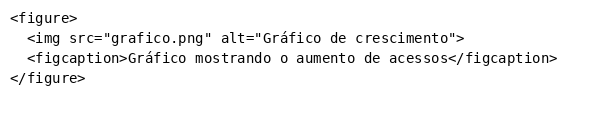 <figure>
  <img src="grafico.png" alt="Gráfico de crescimento">
  <figcaption>Gráfico mostrando o aumento de acessos</figcaption>
</figure>